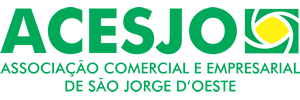 ACESJO
ASSOCIAÇÃO COMERCIAL E EMPRESARIAL
DE SÃO JORGE D'OESTE